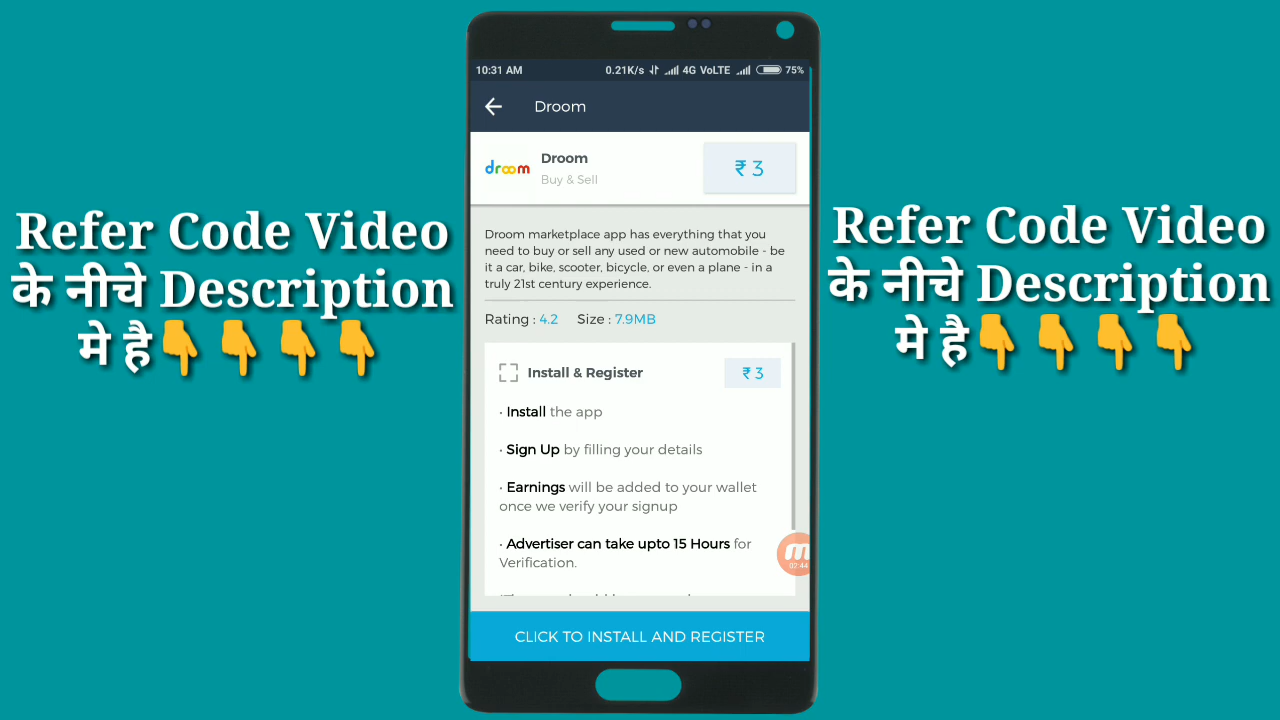 Refer Code Video
के नीचे Description
मे है👇👇👇👇
10:31 AM
0.21K/s
4G VoLTE
75%
Droom
droom
Droom
Buy & Sell
₹ 3
Droom marketplace app has everything that you
need to buy or sell any used or new automobile - be
it a car, bike, scooter, bicycle, or even a plane - in a
truly 21st century experience.
Rating : 4.2 Size : 7.9MB
Install & Register
₹ 3
· Install the app
· Sign Up by filling your details
· Earnings will be added to your wallet
once we verify your signup
· Advertiser can take upto 15 Hours for
Verification.
02:44
CLICK TO INSTALL AND REGISTER
Refer Code Video
के नीचे Description
मे है👇👇👇👇